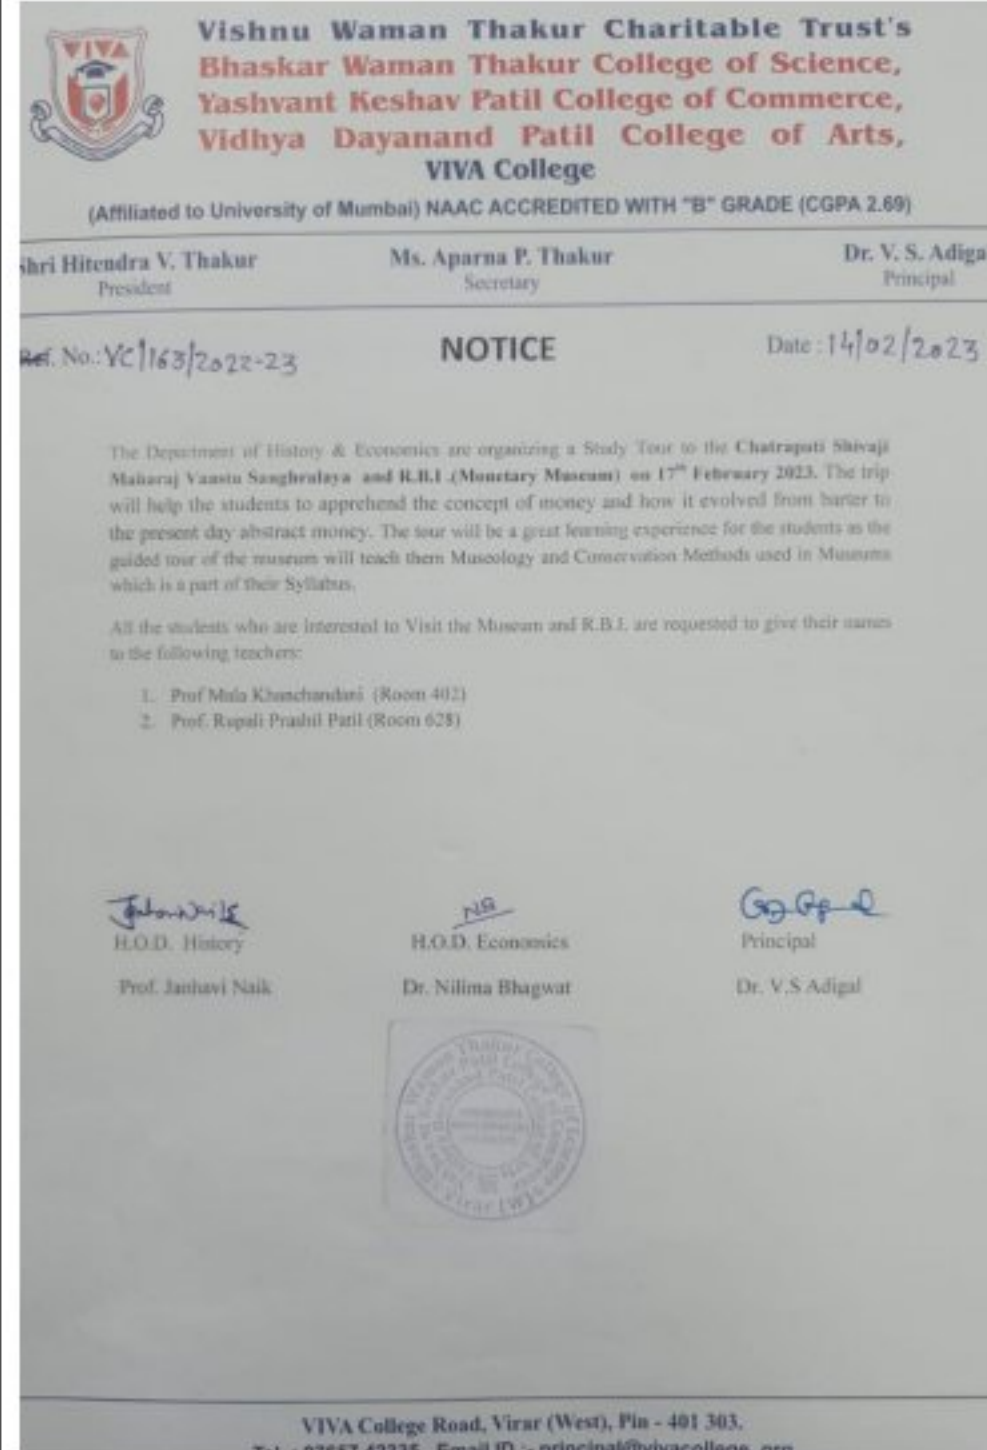 VIVA
Vishnu Waman Thakur Charitable Trust's
Bhaskar Waman Thakur College of Science,
Yashvant Keshav Patil College of Commerce,
Vidhya Dayanand Patil College of Arts,
VIVA College
(Affiliated to University of Mumbai) NAAC ACCREDITED WITH "B" GRADE (CGPA 2.69)
Shri Hitendra V. Thakur Ms. Aparna P. Thakur Dr. V. S. Adiga
President Secretary Principal
Ref. No.: VC/163/2022-23 NOTICE Date : 14/02/2023
The Department of History & Economics are organizing a Study Tour to the Chatrapati Shivaji
Maharaj Vaastu Sanghralaya and R.B.I .(Monetary Museum) on 17th February 2023. The trip
will help the students to apprehend the concept of money and how it evolved from barter to
the present day abstract money. The tour will be a great learning experience for the students as the
guided tour of the museum will teach them Museology and Conservation Methods used in Museums
which is a part of their Syllabus.
All the students who are interested to Visit the Museum and R.B.I. are requested to give their names
to the following teachers:
1. Prof Khanchandani (Room 402)
2. Prof. Rupali Prashil Patil (Room 628)
H.O.D. History H.O.D. Economics Principal
Prof. Janhavi Naik Dr. Nilima Bhagwat Dr. V.S Adigal
VIVA College Road, Virar (West), Pin - 401 303.
Email ID :- principal@vivacollege.org